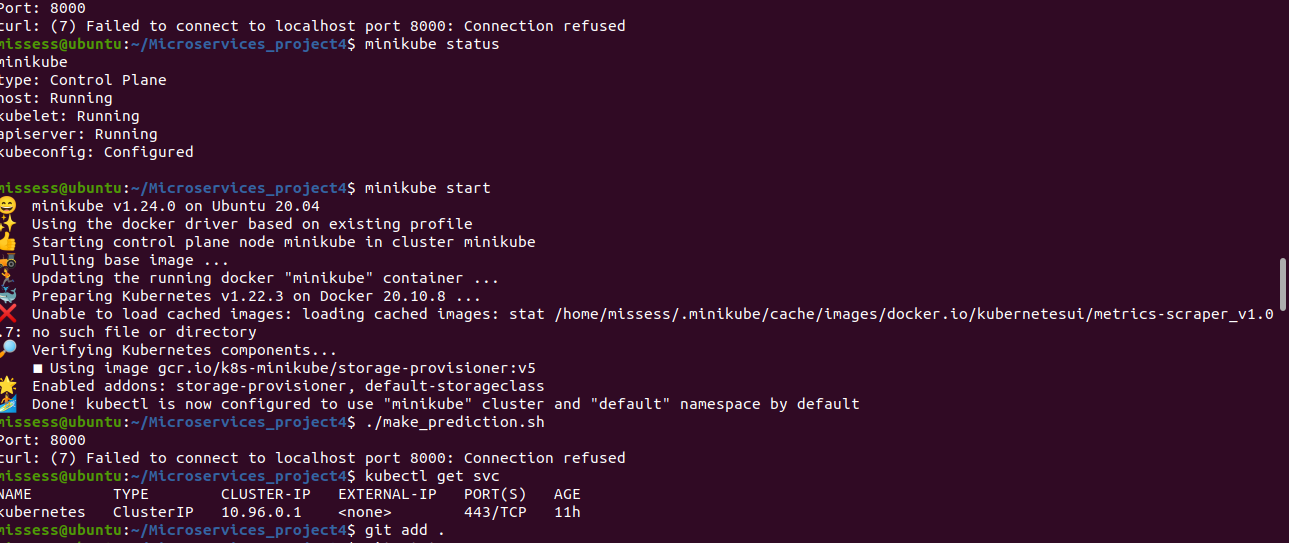 Port: 8000
curl: (7) Failed to connect to localhost port 8000: Connection refused
missess@ubuntu:~/Microservices_project4$ minikube status
minikube
type: Control Plane
host: Running
kubelet: Running
apiserver: Running
kubeconfig: Configured
missess@ubuntu:~/Microservices_project4$ minikube start
😄 minikube v1.24.0 on Ubuntu 20.04
✨ Using the docker driver based on existing profile
👍 Starting control plane node minikube in cluster minikube
🚜 Pulling base image ...
🏃 Updating the running docker "minikube" container ...
🐳 Preparing Kubernetes v1.22.3 on Docker 20.10.8 ...
❌ Unable to load cached images: loading cached images: stat /home/missess/.minikube/cache/images/docker.io/kubernetesui/metrics-scraper_v1.0
.7: no such file or directory
🔎 Verifying Kubernetes components...
▪ Using image gcr.io/k8s-minikube/storage-provisioner:v5
🌟 Enabled addons: storage-provisioner, default-storageclass
🏄 Done! kubectl is now configured to use "minikube" cluster and "default" namespace by default
missess@ubuntu:~/Microservices_project4$ ./make_prediction.sh
Port: 8000
curl: (7) Failed to connect to localhost port 8000: Connection refused
missess@ubuntu:~/Microservices_project4$ kubectl get svc
NAME TYPE CLUSTER-IP EXTERNAL-IP PORT(S) AGE
kubernetes ClusterIP 10.96.0.1 <none> 443/TCP 11h
missess@ubuntu:~/Microservices_project4$ git add .